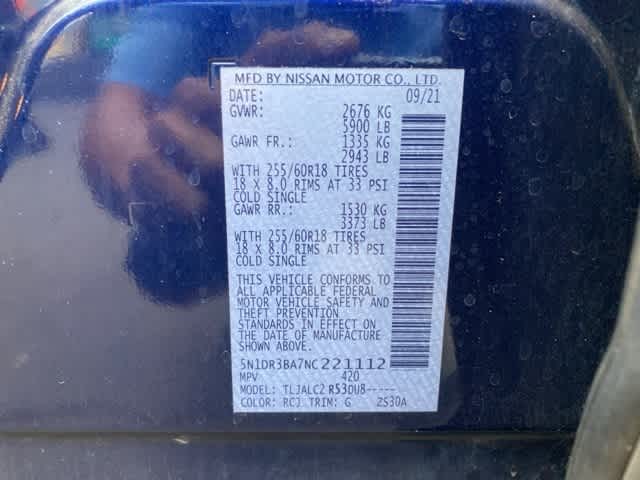 MFD BY NISSAN MOTOR CO., LTD.
DATE: 09/21
GVWR: 2676 KG
5900 LB
GAWR FR.: 1335 KG
2943 LB
WITH 255/60R18 TIRES
18 X 8.0 RIMS AT 33 PSI
COLD SINGLE
GAWR RR.: 1530 KG
3373 LB
WITH 255/60R18 TIRES
18 X 8.0 RIMS AT 33 PSI
COLD SINGLE
THIS VEHICLE CONFORMS TO
ALL APPLICABLE FEDERAL
MOTOR VEHICLE SAFETY AND
THEFT PREVENTION
STANDARDS IN EFFECT ON
THE DATE OF MANUFACTURE
SHOWN ABOVE.
5N1DR3BA7NC221112
MPV 420
MODEL: TLJALC2 R53DU8-----
COLOR: RCJ TRIM: G 2S30A